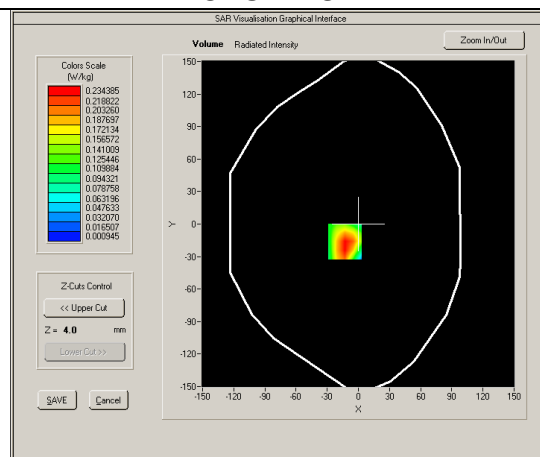 SAR Visualisation Graphical Interface
Volume Radiated Intensity
Zoom In/Out
Colors Scale
(W/kg)
0.234385
0.218822
0.203260
0.187697
0.172134
0.156572
0.141009
0.125446
0.109884
0.094321
0.078758
0.063196
0.047633
0.032070
0.016507
0.000945
Z-Cuts Control
<< Upper Cut
Z = 4.0 mm
Lower Cut >>
SAVE Cancel
150-
120-
90-
60-
30-
0-
-30-
-60-
-90-
-120-
-150-
Y
-150 -120 -90 -60 -30 0 30 60 90 120 150
X